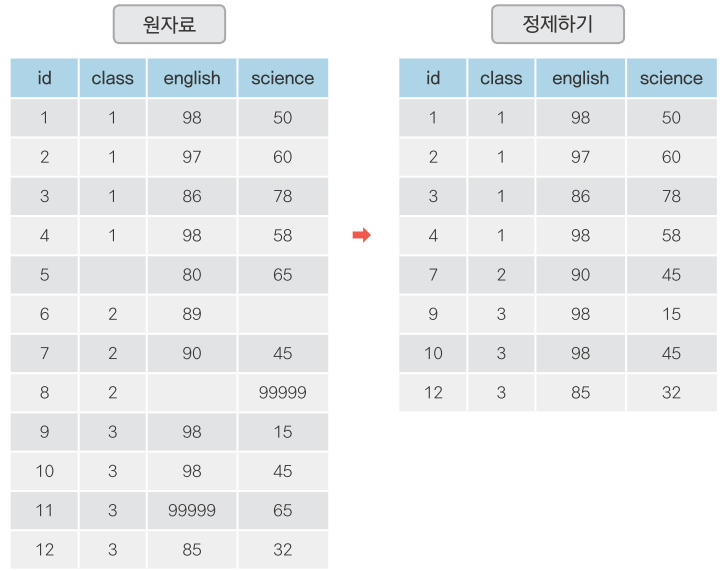 원자료
id class english science
1 1 98 50
2 1 97 60
3 1 86 78
4 1 98 58
5 80 65
6 2 89
7 2 90 45
8 2 99999
9 3 98 15
10 3 98 45
11 3 99999 65
12 3 85 32
정제하기
id class english science
1 1 98 50
2 1 97 60
3 1 86 78
4 1 98 58
7 2 90 45
9 3 98 15
10 3 98 45
12 3 85 32